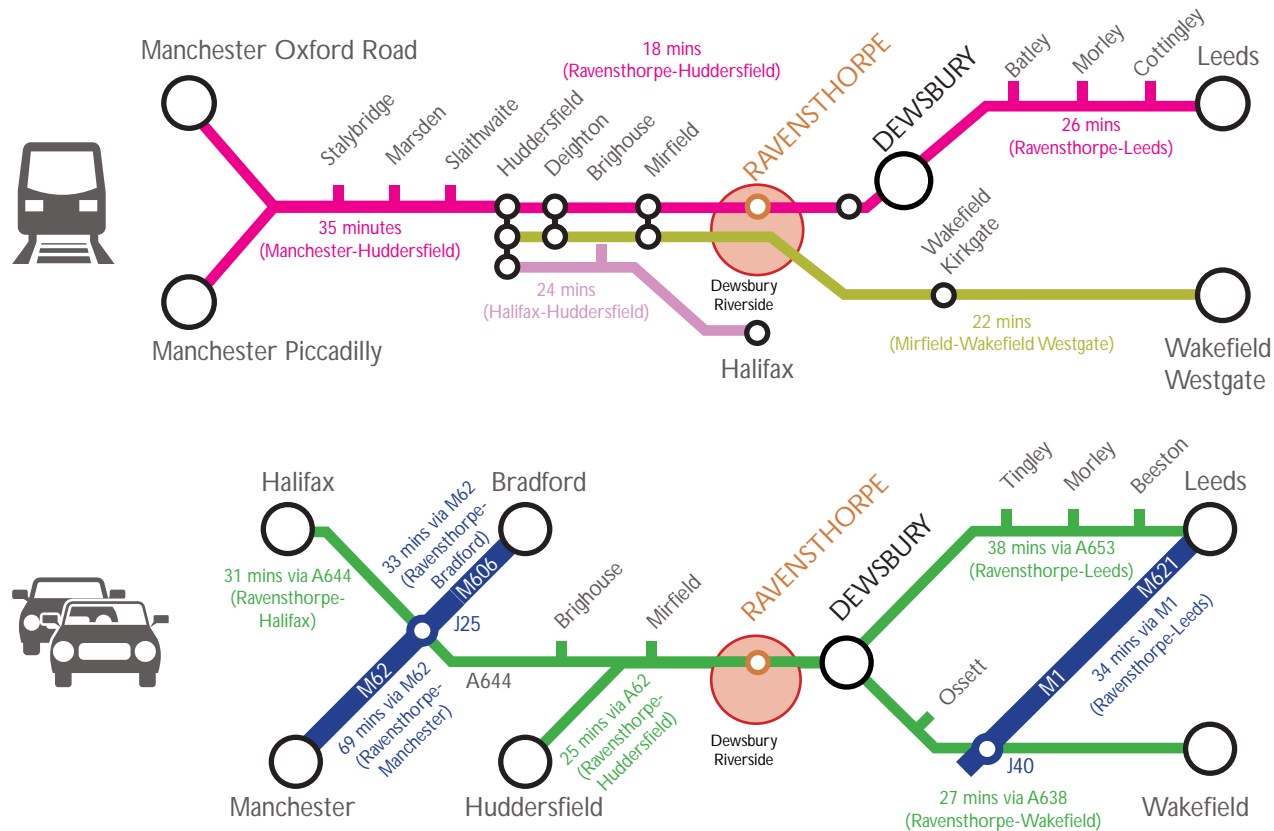 Manchester Oxford Road
18 mins
(Ravensthorpe-Huddersfield)
Stalybridge
Marsden
Slaithwaite
Huddersfield
Deighton
Brighouse
Mirfield
RAVENSTHORPE
DEWSBURY
Batley
Morley
Cottingley
Leeds
26 mins
(Ravensthorpe-Leeds)
35 minutes
(Manchester-Huddersfield)
24 mins
(Halifax-Huddersfield)
Dewsbury
Riverside
Wakefield
Kirkgate
22 mins
(Mirfield-Wakefield Westgate)
Manchester Piccadilly
Halifax
Wakefield
Westgate
Halifax
Bradford
33 mins via M62
(Ravensthorpe-
Bradford)
M606
31 mins via A644
(Ravensthorpe-
Halifax)
J25
M62
69 mins via M62
(Ravensthorpe-
Manchester)
A644
Brighouse
Mirfield
25 mins via A62
(Ravensthorpe-
Huddersfield)
RAVENSTHORPE
DEWSBURY
Dewsbury
Riverside
Tingley
Morley
Beeston
Leeds
38 mins via A653
(Ravensthorpe-Leeds)
M621
M1
34 mins via M1
(Ravensthorpe-Leeds)
Ossett
J40
27 mins via A638
(Ravensthorpe-Wakefield)
Manchester
Huddersfield
Wakefield